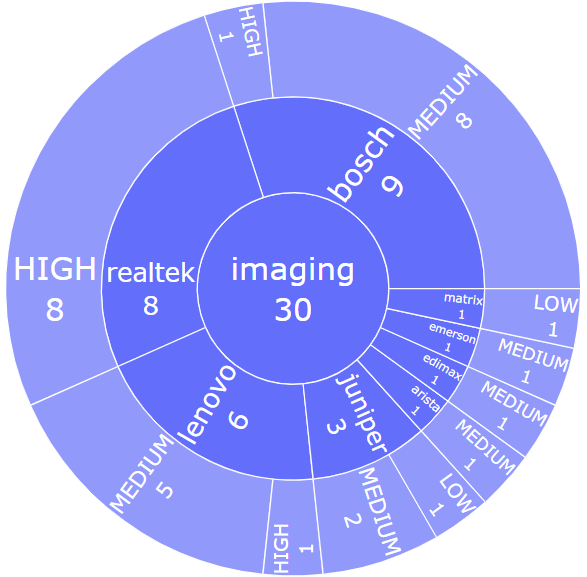 imaging
30
bosch
9
realtek
8
lenovo
6
juniper
3
arista
1
edimax
1
emerson
1
matrix
1
MEDIUM
8
HIGH
1
HIGH
8
MEDIUM
5
HIGH
1
MEDIUM
2
LOW
1
MEDIUM
1
MEDIUM
1
MEDIUM
1
LOW
1